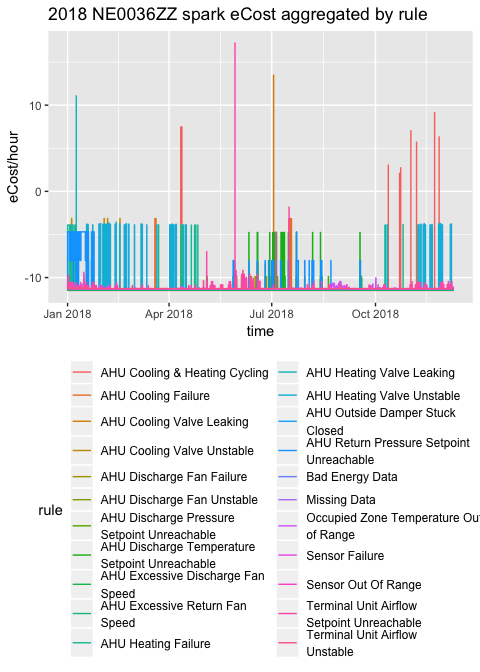 2018 NE0036ZZ spark eCost aggregated by rule
eCost/hour
10
0
-10
Jan 2018
Apr 2018
Jul 2018
Oct 2018
time
rule
AHU Cooling & Heating Cycling
AHU Cooling Failure
AHU Cooling Valve Leaking
AHU Cooling Valve Unstable
AHU Discharge Fan Failure
AHU Discharge Fan Unstable
AHU Discharge Pressure
Setpoint Unreachable
AHU Discharge Temperature
Setpoint Unreachable
AHU Excessive Discharge Fan
Speed
AHU Excessive Return Fan
Speed
AHU Heating Failure
AHU Heating Valve Leaking
AHU Heating Valve Unstable
AHU Outside Damper Stuck
Closed
AHU Return Pressure Setpoint
Unreachable
Bad Energy Data
Missing Data
Occupied Zone Temperature Out
of Range
Sensor Failure
Sensor Out Of Range
Terminal Unit Airflow
Setpoint Unreachable
Terminal Unit Airflow
Unstable